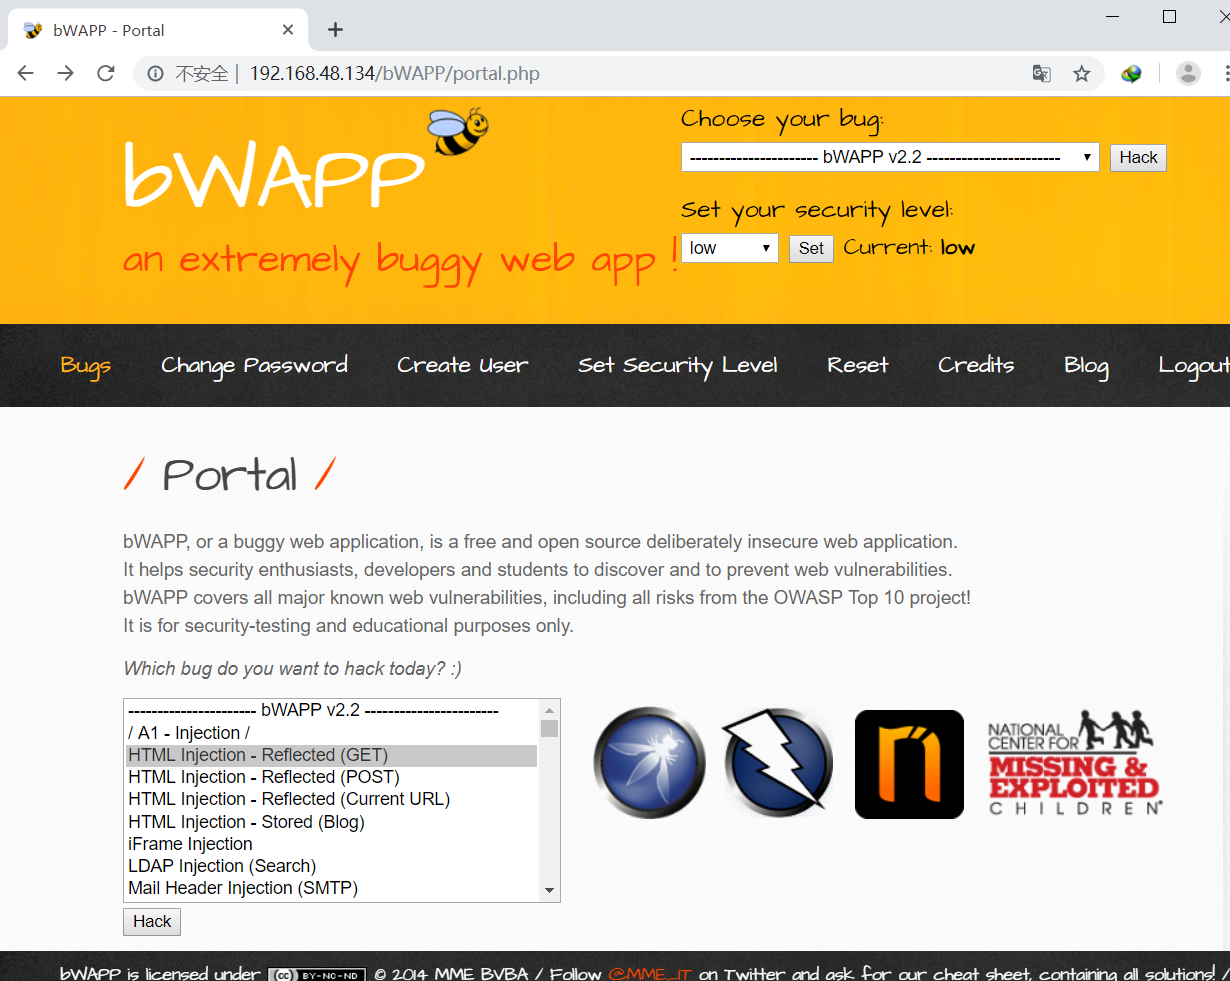 bWAPP - Portal
不安全 | 192.168.48.134/bWAPP/portal.php
bWAPP
an extremely buggy web app !
Choose your bug:
---------------------- bWAPP v2.2 -----------------------
Hack
Set your security level:
low
Set
Current: low
Bugs Change Password Create User Set Security Level Reset Credits Blog Logout
/ Portal /
bWAPP, or a buggy web application, is a free and open source deliberately insecure web application.
It helps security enthusiasts, developers and students to discover and to prevent web vulnerabilities.
bWAPP covers all major known web vulnerabilities, including all risks from the OWASP Top 10 project!
It is for security-testing and educational purposes only.
Which bug do you want to hack today? :)
---------------------- bWAPP v2.2 -----------------------
/ A1 - Injection /
HTML Injection - Reflected (GET)
HTML Injection - Reflected (POST)
HTML Injection - Reflected (Current URL)
HTML Injection - Stored (Blog)
iFrame Injection
LDAP Injection (Search)
Mail Header Injection (SMTP)
Hack
NATIONAL
CENTER FOR
MISSING &
EXPLOITED
CHILDREN®
bWAPP is licensed under (cc) BY-NC-ND © 2014 MME BVBA / Follow @MME_IT on Twitter and ask for our cheat sheet, containing all solutions! /